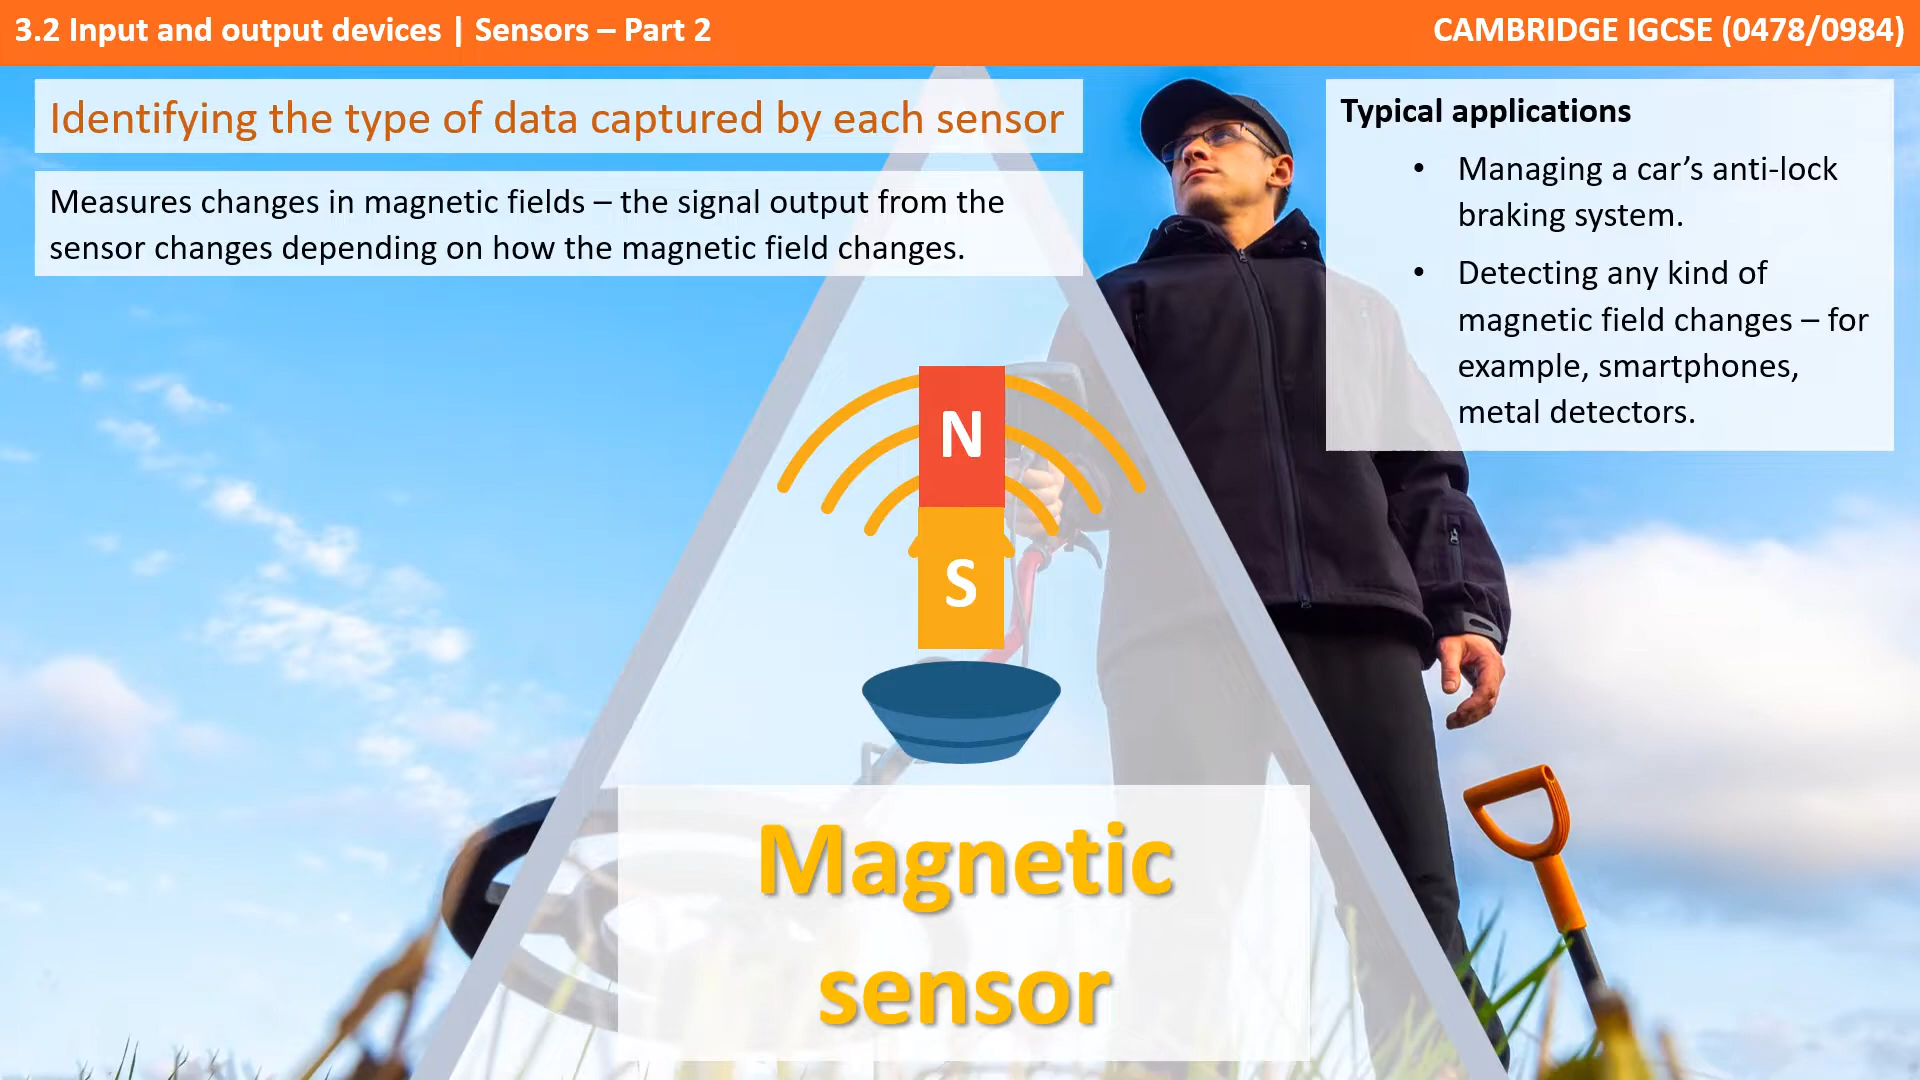 3.2 Input and output devices | Sensors – Part 2
CAMBRIDGE IGCSE (0478/0984)
Identifying the type of data captured by each sensor
Measures changes in magnetic fields – the signal output from the
sensor changes depending on how the magnetic field changes.
Typical applications
• Managing a car’s anti-lock
braking system.
• Detecting any kind of
magnetic field changes – for
example, smartphones,
metal detectors.
N
S
Magnetic
sensor